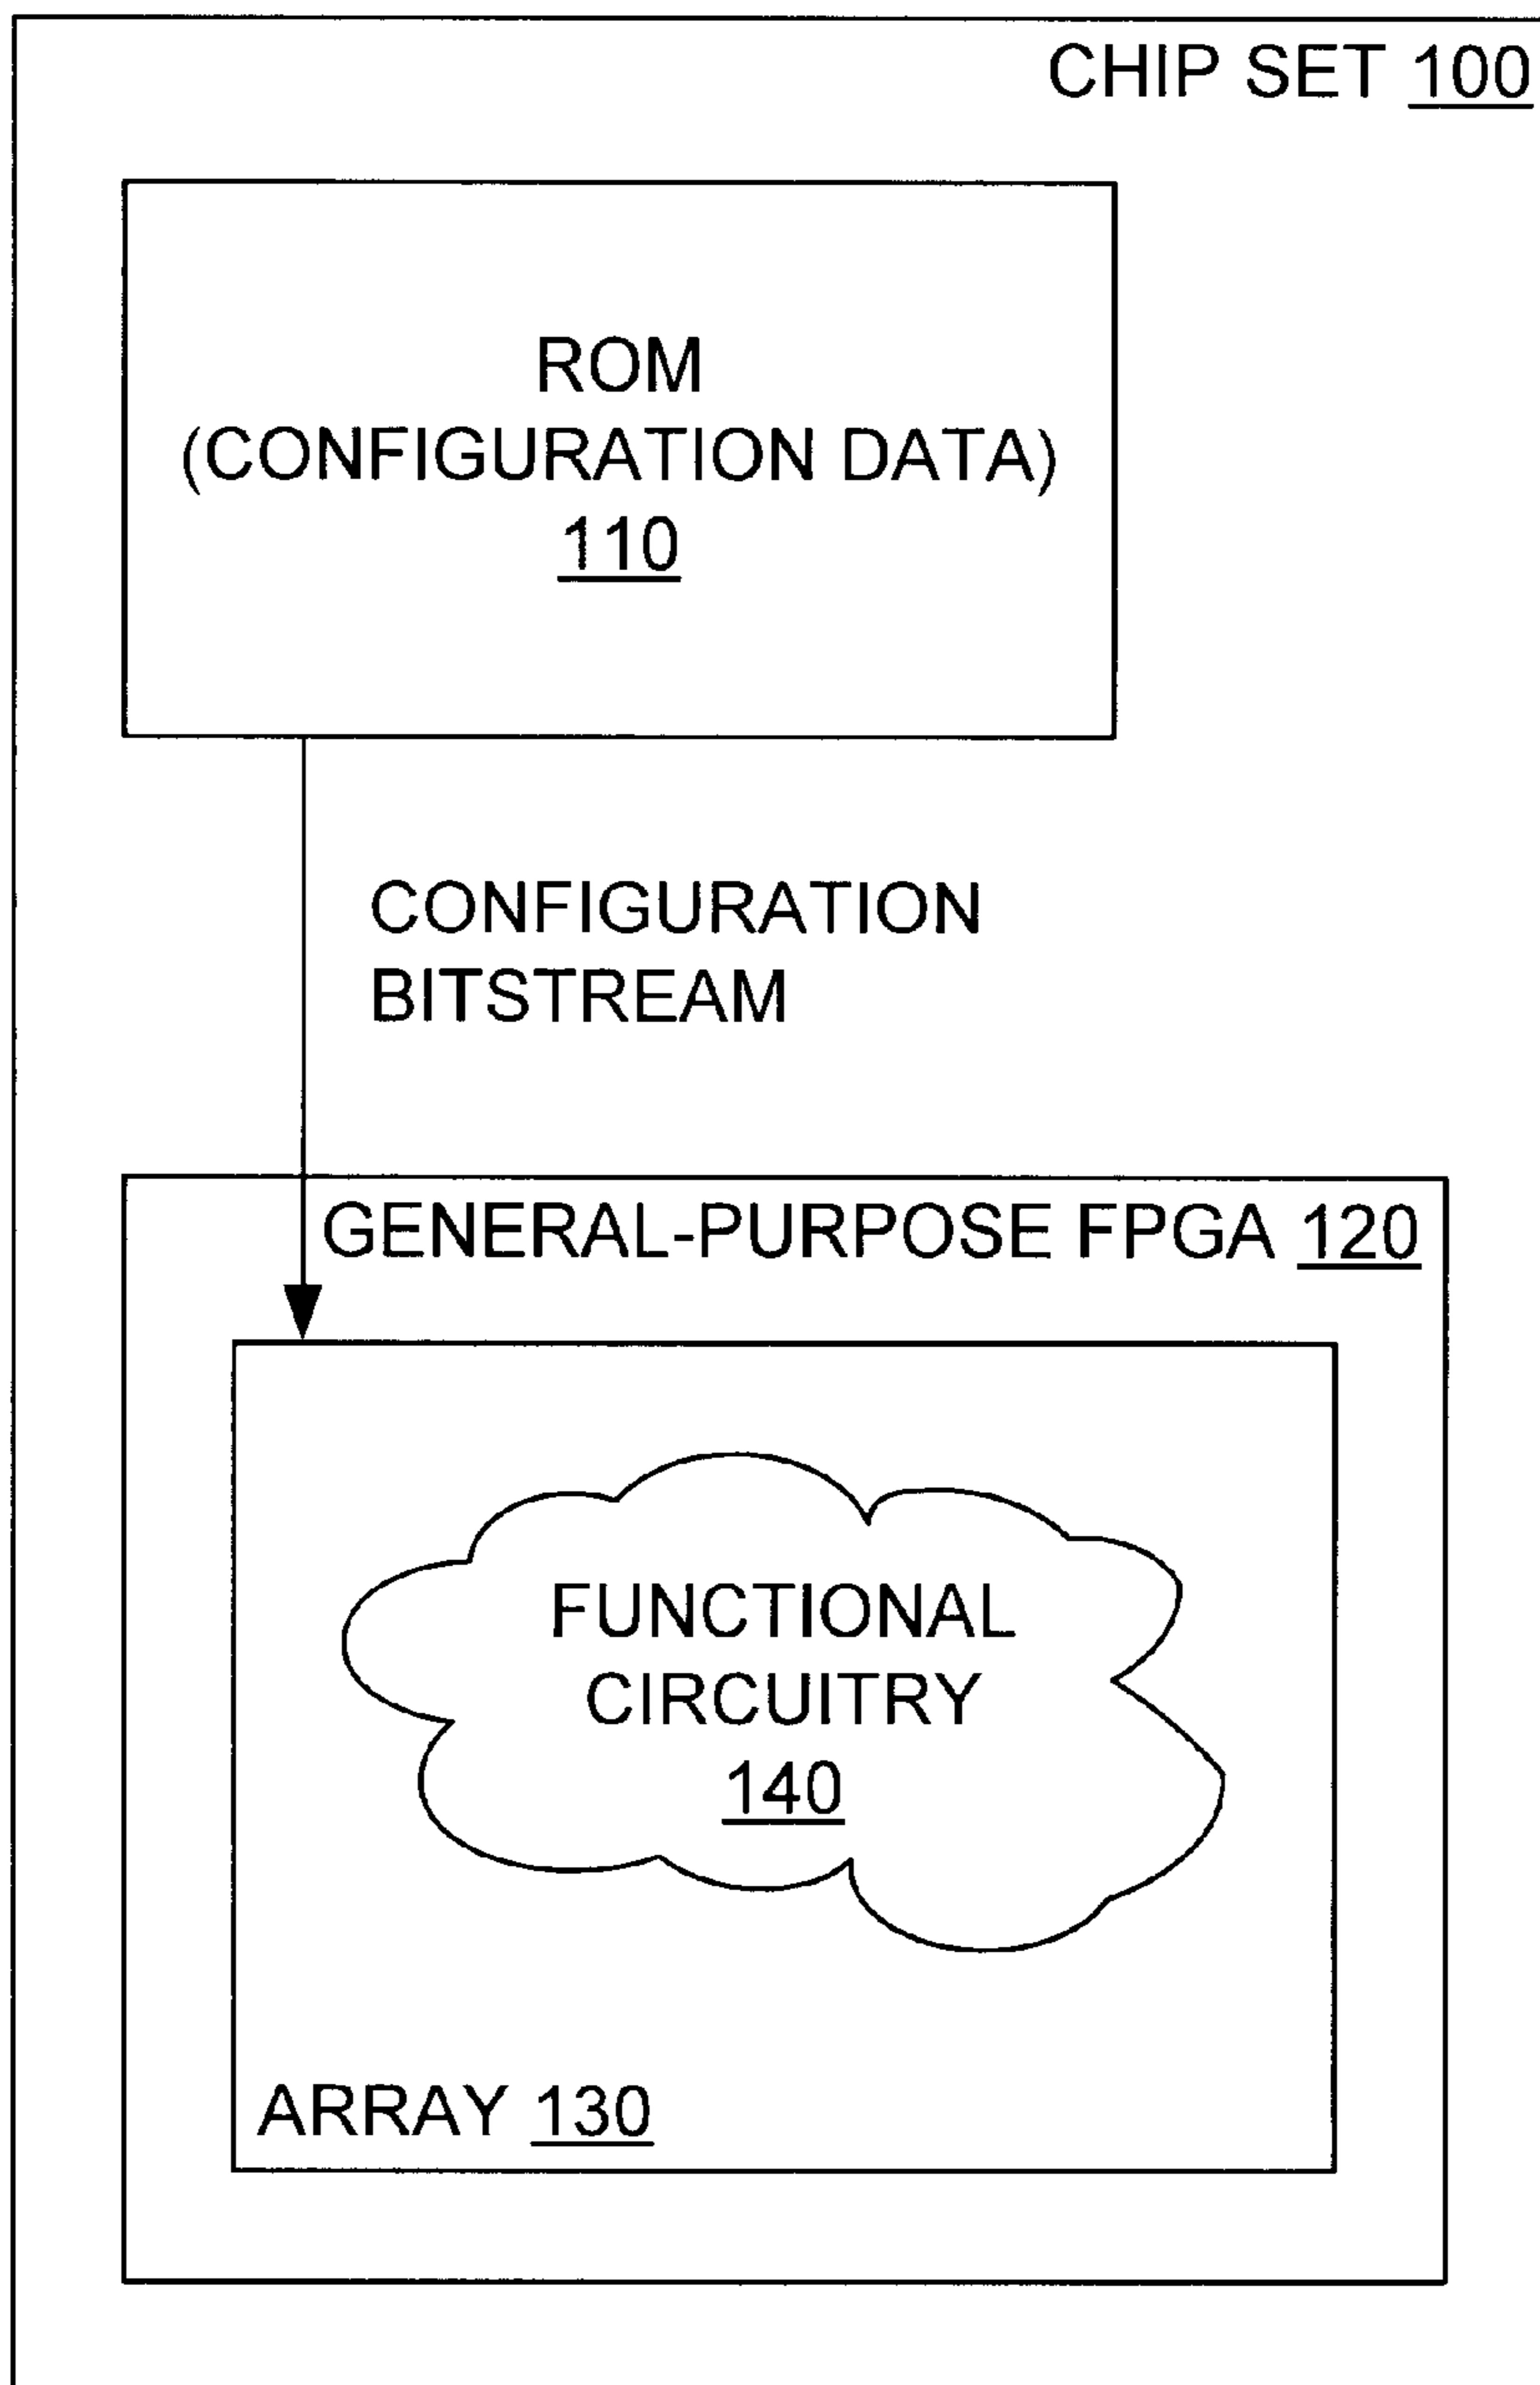 CHIP SET 100
ROM
(CONFIGURATION DATA)
110
CONFIGURATION
BITSTREAM
GENERAL-PURPOSE FPGA 120
FUNCTIONAL
CIRCUITRY
140
ARRAY 130